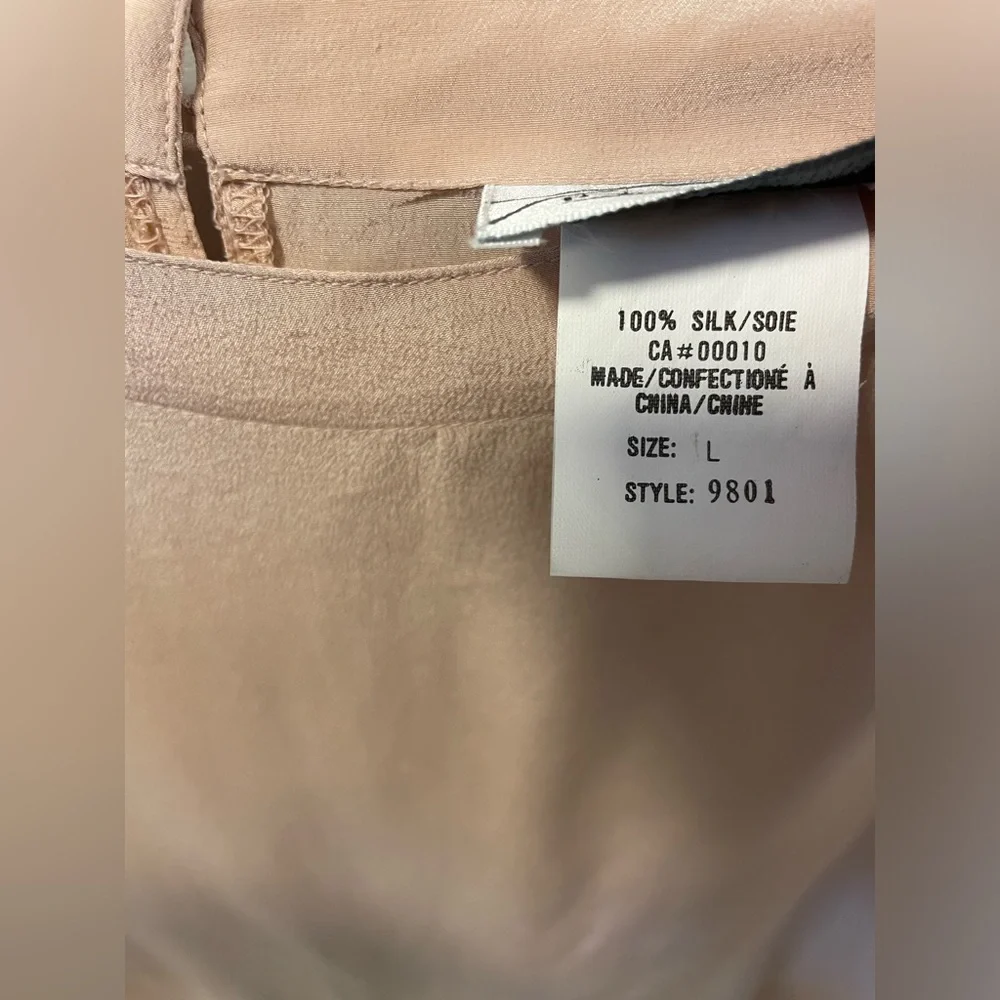 100% SILK/SOIE
CA#00010
MADE/CONFECTIONÉ À
CHINA/CHINE
SIZE: L
STYLE: 9801